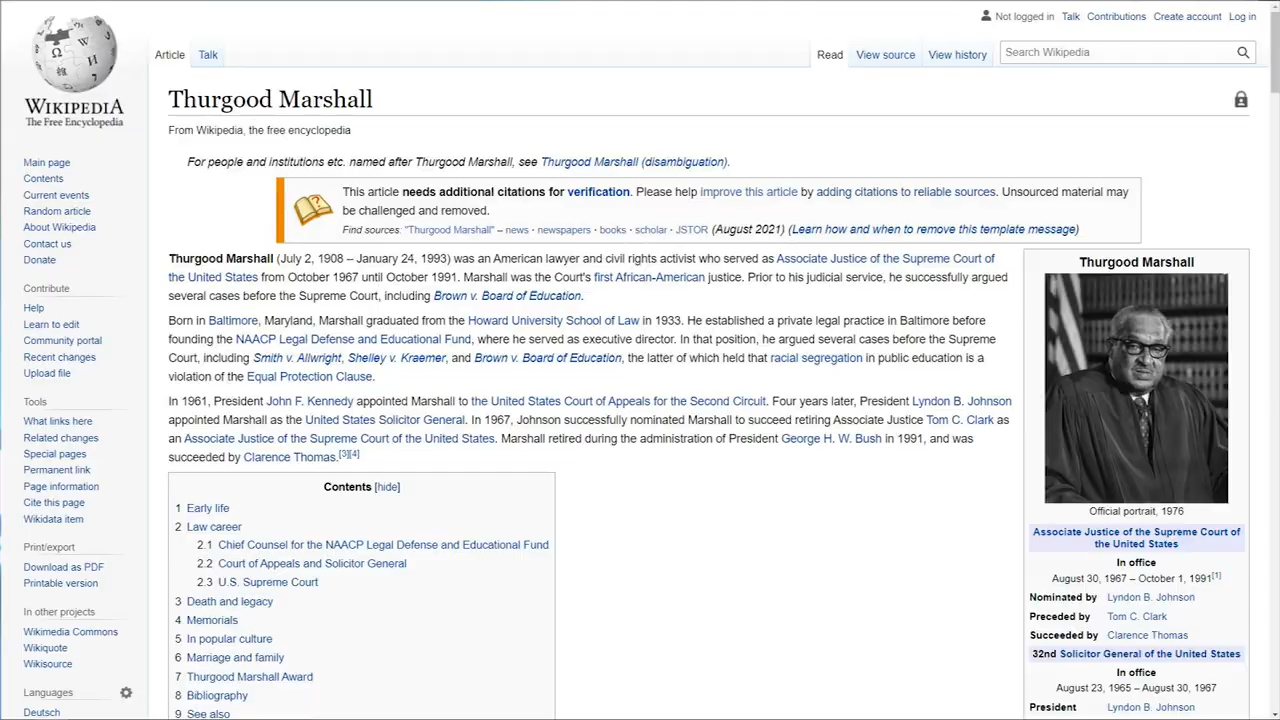 Not logged in Talk Contributions Create account Log in
WIKIPEDIA
The Free Encyclopedia
Article Talk
Read View source View history
Search Wikipedia
Thurgood Marshall
From Wikipedia, the free encyclopedia
For people and institutions etc. named after Thurgood Marshall, see Thurgood Marshall (disambiguation).
This article needs additional citations for verification. Please help improve this article by adding citations to reliable sources. Unsourced material may
be challenged and removed.
Find sources: "Thurgood Marshall" – news · newspapers · books · scholar · JSTOR (August 2021) (Learn how and when to remove this template message)
Thurgood Marshall (July 2, 1908 – January 24, 1993) was an American lawyer and civil rights activist who served as Associate Justice of the Supreme Court of
the United States from October 1967 until October 1991. Marshall was the Court's first African-American justice. Prior to his judicial service, he successfully argued
several cases before the Supreme Court, including Brown v. Board of Education.
Born in Baltimore, Maryland, Marshall graduated from the Howard University School of Law in 1933. He established a private legal practice in Baltimore before
founding the NAACP Legal Defense and Educational Fund, where he served as executive director. In that position, he argued several cases before the Supreme
Court, including Smith v. Allwright, Shelley v. Kraemer, and Brown v. Board of Education, the latter of which held that racial segregation in public education is a
violation of the Equal Protection Clause.
In 1961, President John F. Kennedy appointed Marshall to the United States Court of Appeals for the Second Circuit. Four years later, President Lyndon B. Johnson
appointed Marshall as the United States Solicitor General. In 1967, Johnson successfully nominated Marshall to succeed retiring Associate Justice Tom C. Clark as
an Associate Justice of the Supreme Court of the United States. Marshall retired during the administration of President George H. W. Bush in 1991, and was
succeeded by Clarence Thomas.[3][4]
Contents [hide]
1 Early life
2 Law career
2.1 Chief Counsel for the NAACP Legal Defense and Educational Fund
2.2 Court of Appeals and Solicitor General
2.3 U.S. Supreme Court
3 Death and legacy
4 Memorials
5 In popular culture
6 Marriage and family
7 Thurgood Marshall Award
8 Bibliography
9 See also
Thurgood Marshall
Official portrait, 1976
Associate Justice of the Supreme Court of
the United States
In office
August 30, 1967 – October 1, 1991[1]
Nominated by Lyndon B. Johnson
Preceded by Tom C. Clark
Succeeded by Clarence Thomas
32nd Solicitor General of the United States
In office
August 23, 1965 – August 30, 1967
President Lyndon B. Johnson
Main page
Contents
Current events
Random article
About Wikipedia
Contact us
Donate
Contribute
Help
Learn to edit
Community portal
Recent changes
Upload file
Tools
What links here
Related changes
Special pages
Permanent link
Page information
Cite this page
Wikidata item
Print/export
Download as PDF
Printable version
In other projects
Wikimedia Commons
Wikiquote
Wikisource
Languages
Deutsch